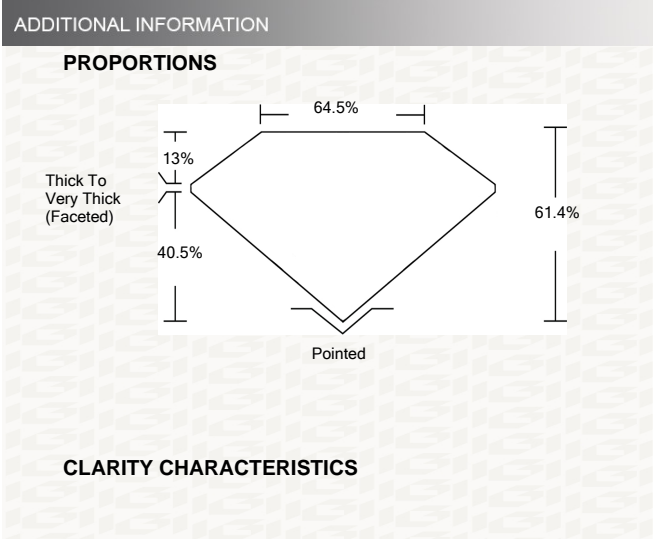 ADDITIONAL INFORMATION
PROPORTIONS
64.5%
13%
Thick To
Very Thick
(Faceted)
61.4%
40.5%
Pointed
CLARITY CHARACTERISTICS